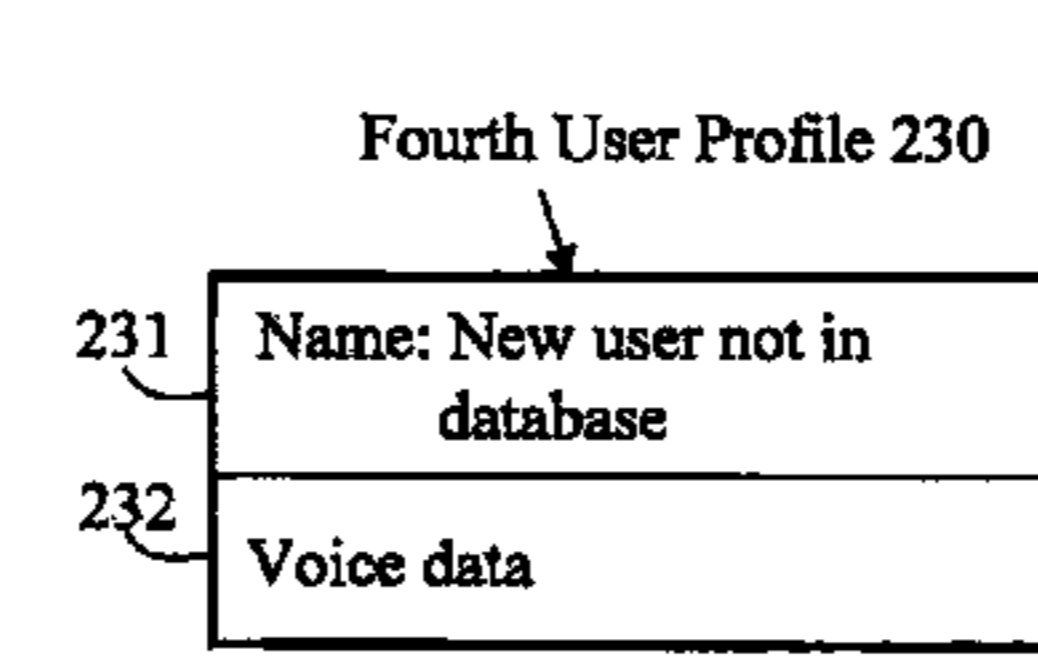 Fourth User Profile 230
231
Name: New user not in
database
232
Voice data